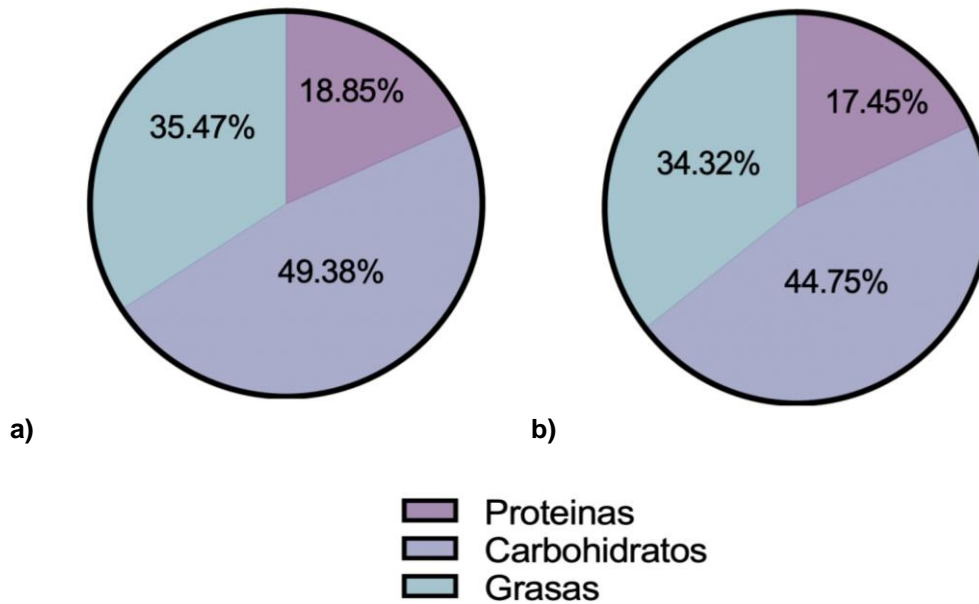 18.85%
35.47%
49.38%
17.45%
34.32%
44.75%
a)
b)
Proteinas
Carbohidratos
Grasas